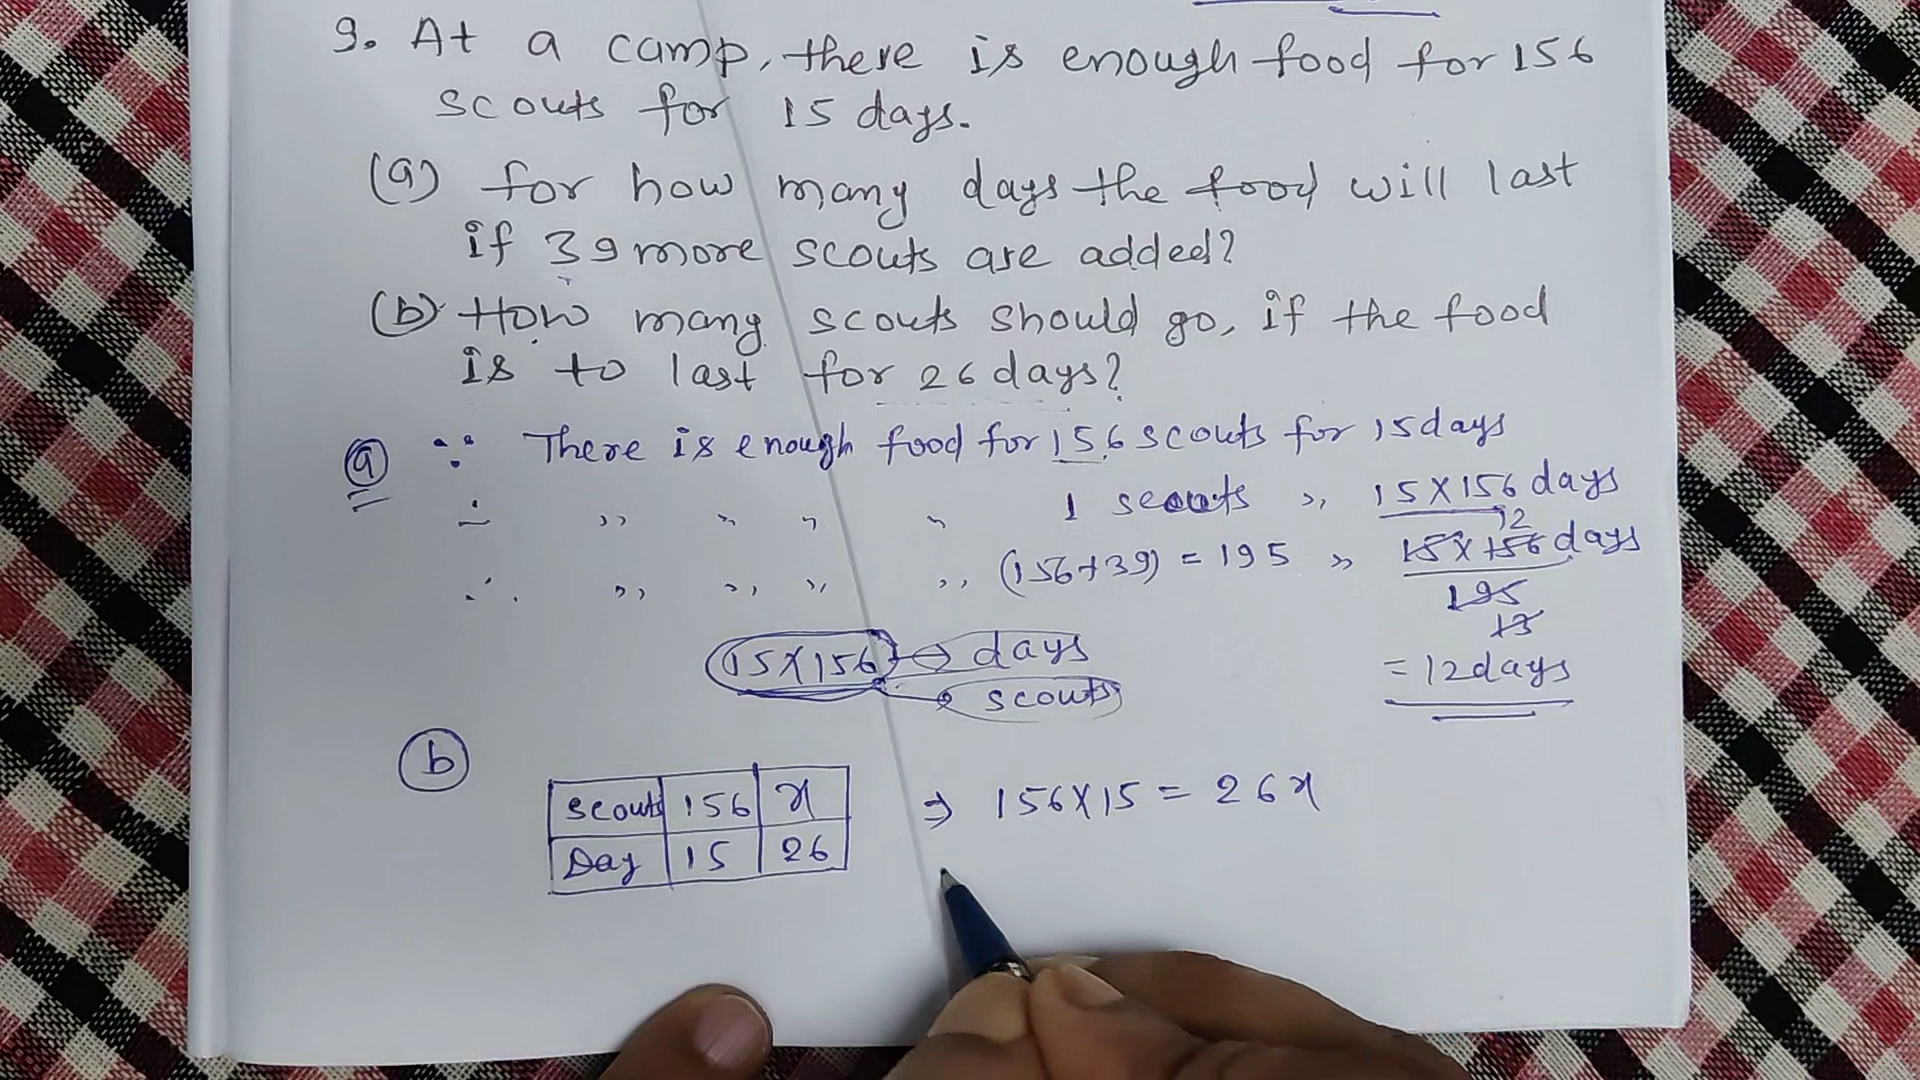 9. At a camp, there is enough food for 156
scouts for 15 days.
(a) for how many days the food will last
if 39 more scouts are added?
(b) How many scouts should go, if the food
is to last for 26 days?
(a) ∵ There is enough food for 156 scouts for 15 days
∴ ,, ,, ,, ,, 1 scouts ,, 15×156 days
∴ ,, ,, ,, ,, (156+39) = 195 ,, 15×156 days
12
195
13
15×156 → days
scouts
= 12 days
(b)
scouts 156 x ⇒ 156×15 = 26x
Day 15 26